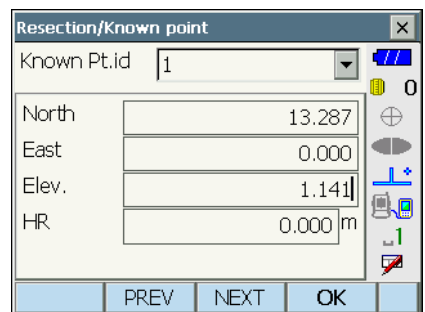 Resection/Known point
Known Pt.id 1
0
North 13.287
East 0.000
Elev. 1.141
HR 0.000 m
1
PREV NEXT OK